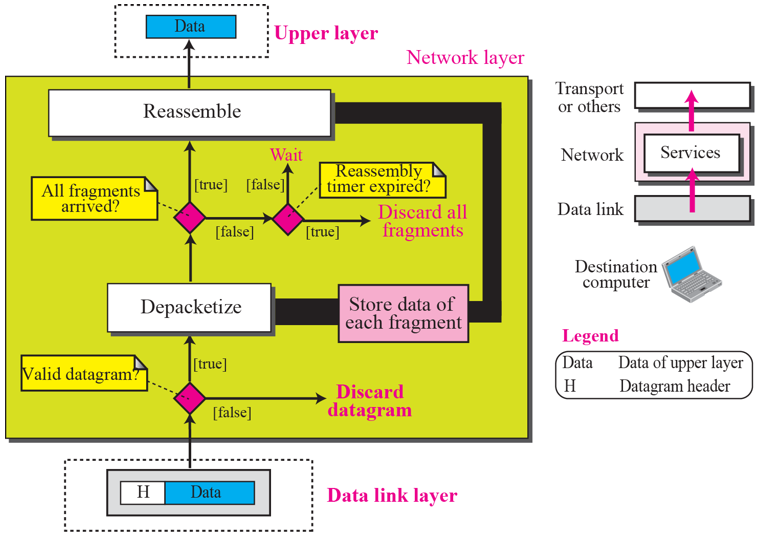 Data
Upper layer
Network layer
Reassemble
Wait
[true]
[false]
Reassembly
timer expired?
All fragments
arrived?
[false]
[true]
Discard all
fragments
Depacketize
Store data of
each fragment
[true]
Valid datagram?
[false]
Discard
datagram
H
Data
Data link layer
Transport
or others
Network
Services
Data link
Destination
computer
Legend
Data
Data of upper layer
H
Datagram header